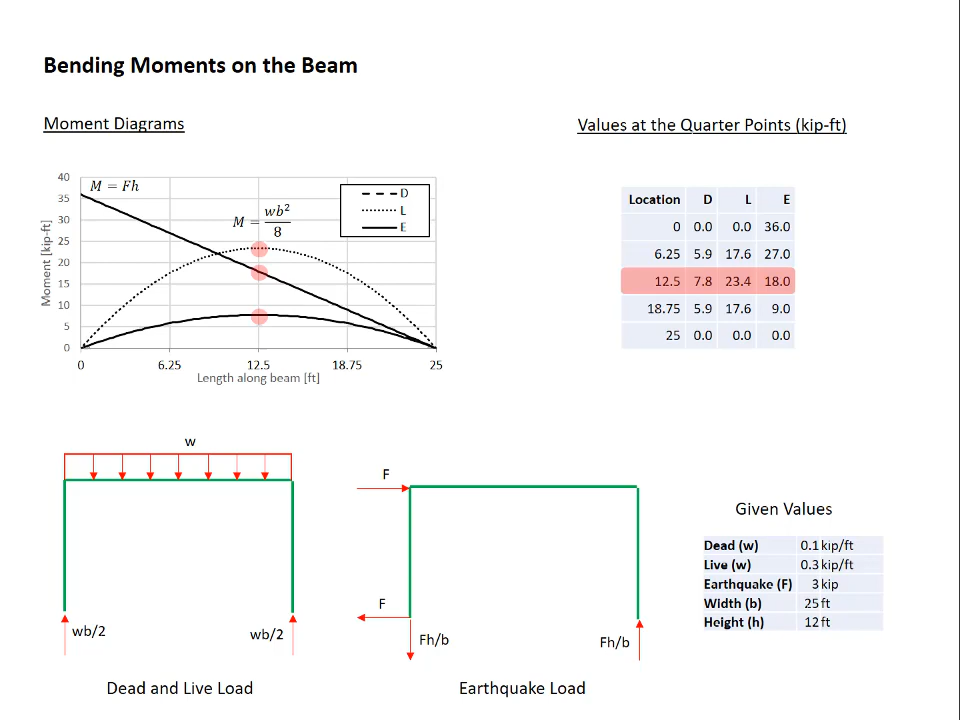 Bending Moments on the Beam
Moment Diagrams
Values at the Quarter Points (kip-ft)
40
35
30
25
20
15
10
5
0
Moment [kip-ft]
M = Fh
M = wb²/8
D
L
E
0 6.25 12.5 18.75 25
Length along beam [ft]
Location D L E
0 0.0 0.0 36.0
6.25 5.9 17.6 27.0
12.5 7.8 23.4 18.0
18.75 5.9 17.6 9.0
25 0.0 0.0 0.0
w
wb/2
wb/2
Dead and Live Load
F
F
Fh/b
Fh/b
Earthquake Load
Given Values
Dead (w) 0.1 kip/ft
Live (w) 0.3 kip/ft
Earthquake (F) 3 kip
Width (b) 25 ft
Height (h) 12 ft